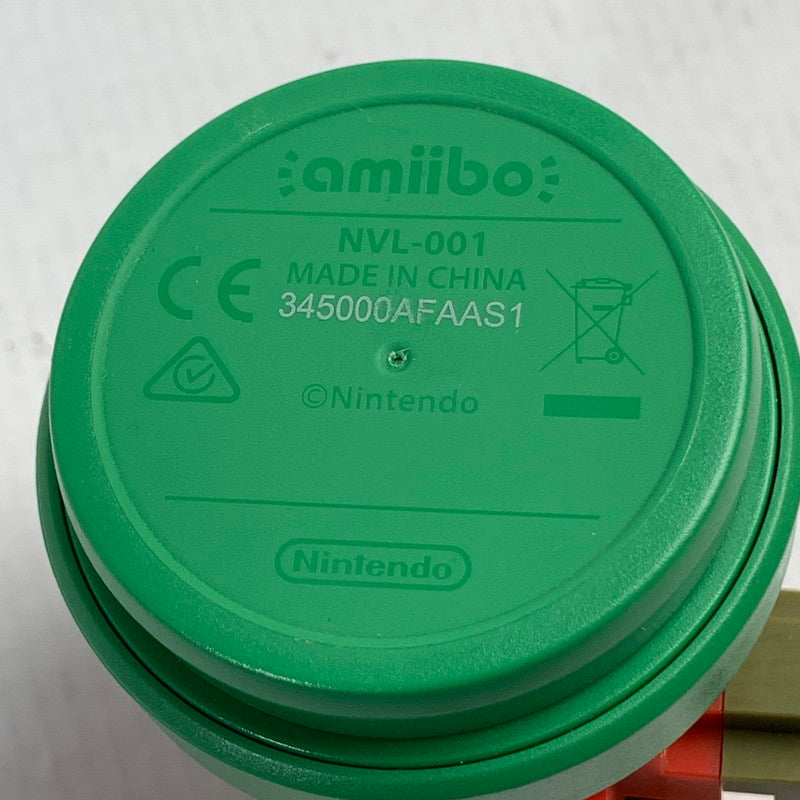 amiibo
NVL-001
MADE IN CHINA
CE
345000AFAAS1
©Nintendo
Nintendo